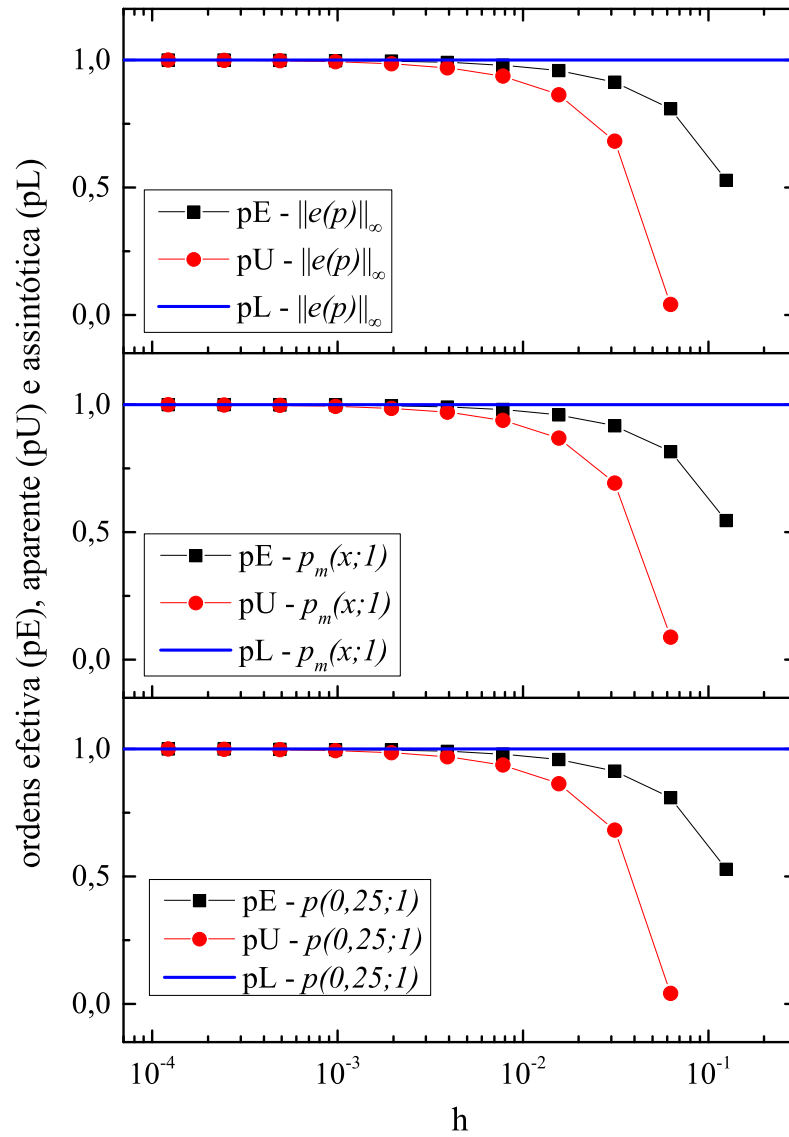 ordens efetiva (pE), aparente (pU) e assintótica (pL)
1,0
0,5
0,0
pE - ||e(p)||∞
pU - ||e(p)||∞
pL - ||e(p)||∞
1,0
0,5
0,0
pE - pₘ(x;1)
pU - pₘ(x;1)
pL - pₘ(x;1)
1,0
0,5
0,0
pE - p(0,25;1)
pU - p(0,25;1)
pL - p(0,25;1)
10⁻⁴ 10⁻³ 10⁻² 10⁻¹
h